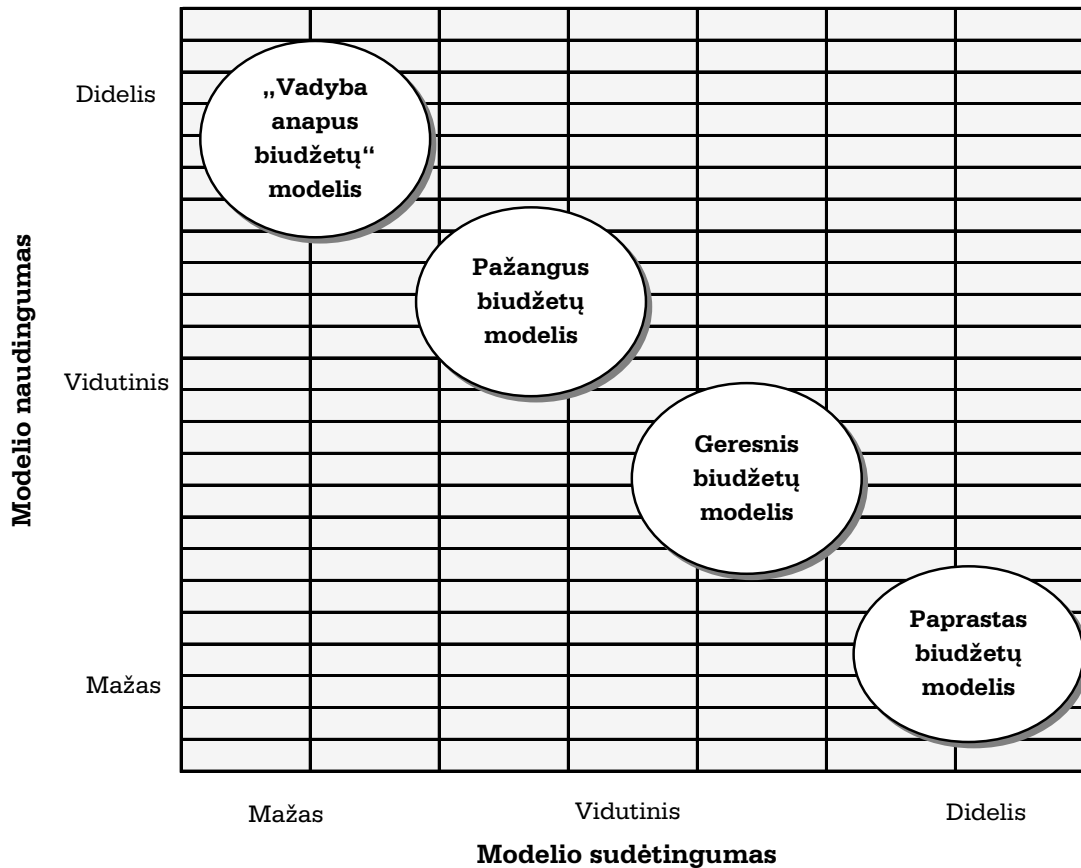 Didelis
„Vadyba
anapus
biudžetų“
modelis
Pažangus
biudžetų
modelis
Modelio naudingumas
Vidutinis
Geresnis
biudžetų
modelis
Paprastas
biudžetų
modelis
Mažas
Mažas
Vidutinis
Didelis
Modelio sudėtingumas